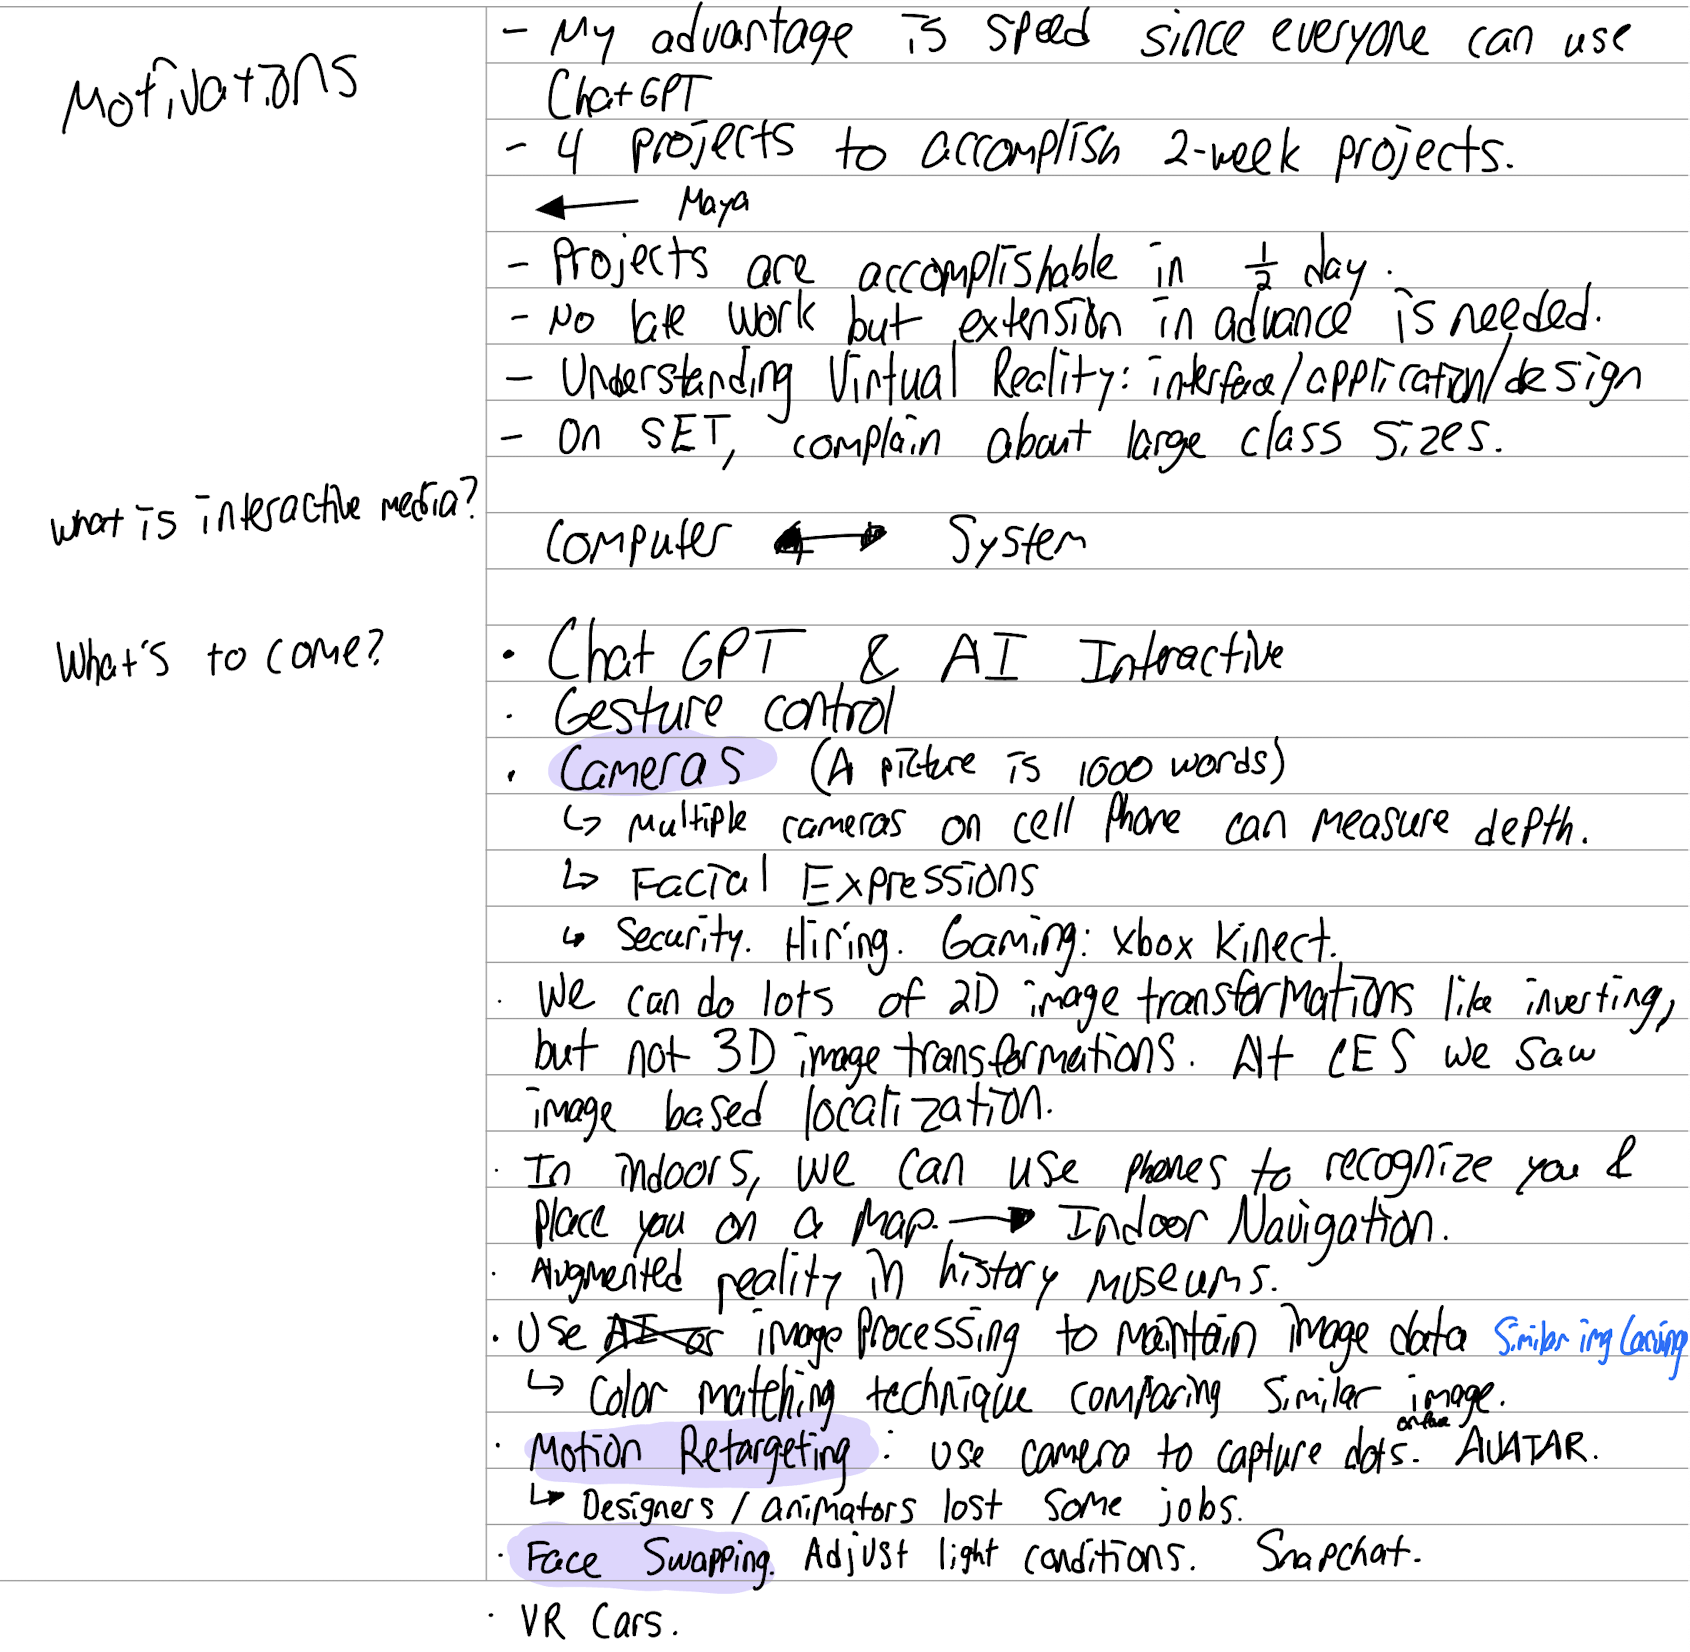 Motivations
- My advantage is speed since everyone can use
ChatGPT
- 4 projects to accomplish 2-week projects.
← Maya
- Projects are accomplishable in 1/2 day.
- No late work but extension in advance is needed.
- Understanding Virtual Reality: interface/application/design
- On SET, complain about large class sizes.
what is interactive media?
Computer ↔ System
What's to come?
• Chat GPT & AI Interactive
· Gesture control
· Cameras (A picture is 1000 words)
↳ Multiple cameras on cell phone can measure depth.
↳ Facial Expressions
↳ Security. Hiring. Gaming: xbox Kinect.
· We can do lots of 2D image transformations like inverting,
but not 3D image transformations. At CES we saw
image based localization.
· In indoors, we can use phones to recognize you &
place you on a map. → Indoor Navigation.
· Augmented reality in history museums.
· Use AI or image processing to maintain image data Similar img
↳ Color matching technique comparing similar image.
· Motion Retargeting: use camera to capture dots on face. AVATAR.
↳ Designers / animators lost some jobs.
· Face Swapping. Adjust light conditions. Snapchat.
· VR Cars.